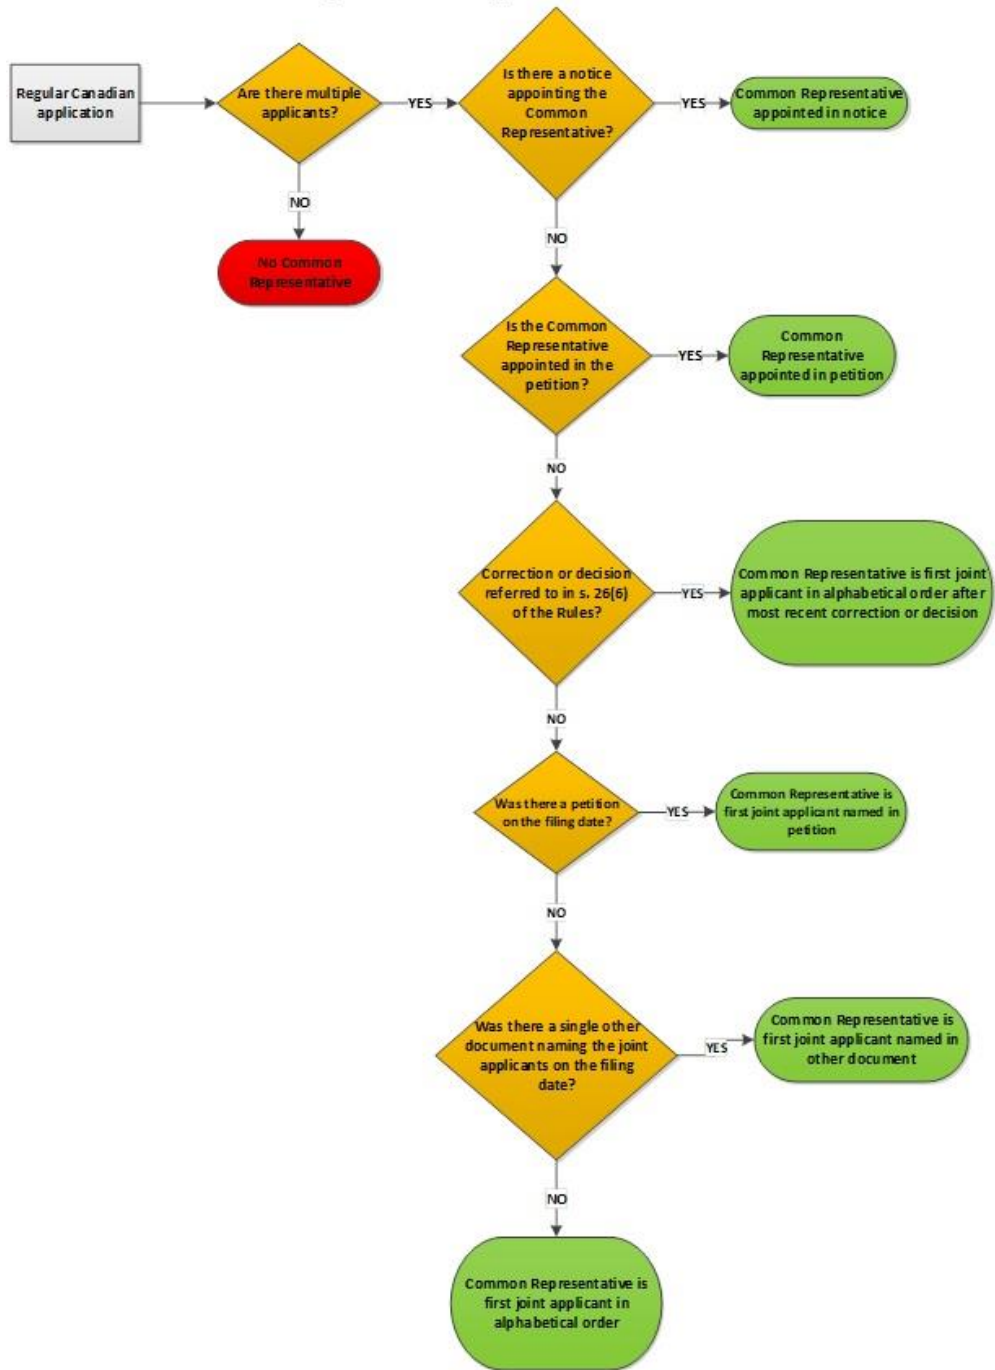 Regular Canadian
application
Are there multiple
applicants?
YES
Is there a notice
appointing the
Common
Representative?
YES
Common Representative
appointed in notice
NO
No Common
Representative
NO
Is the Common
Representative
appointed in the
petition?
YES
Common
Representative
appointed in petition
NO
Correction or decision
referred to in s. 26(6)
of the Rules?
YES
Common Representative is first joint
applicant in alphabetical order after
most recent correction or decision
NO
Was there a petition
on the filing date?
YES
Common Representative is
first joint applicant named in
petition
NO
Was there a single other
document naming the joint
applicants on the filing
date?
YES
Common Representative is
first joint applicant named in
other document
NO
Common Representative is
first joint applicant in
alphabetical order